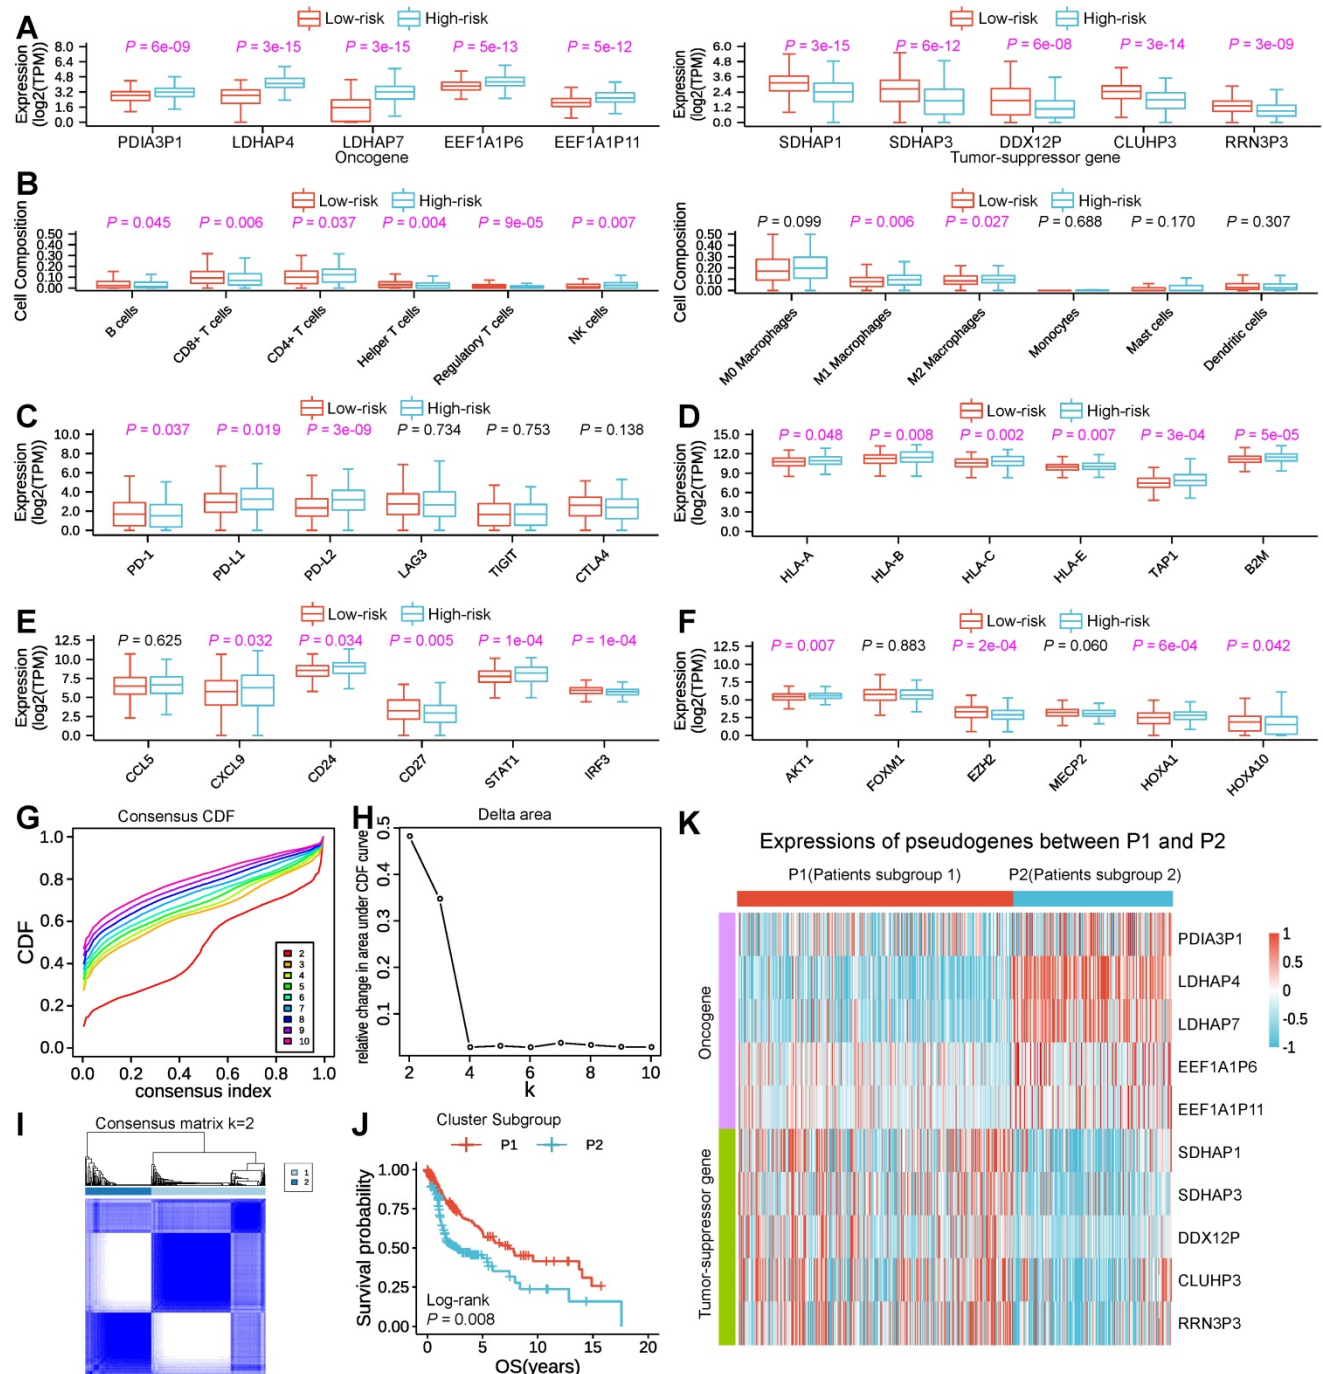 A
Low-risk High-risk
Expression
(log2(TPM))
8.0
6.4
4.8
3.2
1.6
0.0
P = 6e-09 P = 3e-15 P = 3e-15 P = 5e-13 P = 5e-12
PDIA3P1 LDHAP4 LDHAP7 EEF1A1P6 EEF1A1P11
Oncogene
Low-risk High-risk
Expression
(log2(TPM))
6.0
4.8
3.6
2.4
1.2
0.0
P = 3e-15 P = 6e-12 P = 6e-08 P = 3e-14 P = 3e-09
SDHAP1 SDHAP3 DDX12P CLUHP3 RRN3P3
Tumor-suppressor gene
B
Low-risk High-risk
Cell Composition
P = 0.045 P = 0.006 P = 0.037 P = 0.004 P = 9e-05 P = 0.007
0.50
0.40
0.30
0.20
0.10
0.00
B cells CD8+ T cells CD4+ T cells Helper T cells Regulatory T cells NK cells
Low-risk High-risk
Cell Composition
P = 0.099 P = 0.006 P = 0.027 P = 0.688 P = 0.170 P = 0.307
0.50
0.40
0.30
0.20
0.10
0.00
M0 Macrophages M1 Macrophages M2 Macrophages Monocytes Mast cells Dendritic cells
C
Low-risk High-risk
Expression
(log2(TPM))
10.0
8.0
6.0
4.0
2.0
0.0
P = 0.037 P = 0.019 P = 3e-09 P = 0.734 P = 0.753 P = 0.138
PD-1 PD-L1 PD-L2 LAG3 TIGIT CTLA4
D
Low-risk High-risk
Expression
(log2(TPM))
15.0
12.0
9.0
6.0
3.0
0.0
P = 0.048 P = 0.008 P = 0.002 P = 0.007 P = 3e-04 P = 5e-05
HLA-A HLA-B HLA-C HLA-E TAP1 B2M
E
Low-risk High-risk
Expression
(log2(TPM))
12.5
10.0
7.5
5.0
2.5
0.0
P = 0.625 P = 0.032 P = 0.034 P = 0.005 P = 1e-04 P = 1e-04
CCL5 CXCL9 CD24 CD27 STAT1 IRF3
F
Low-risk High-risk
Expression
(log2(TPM))
12.5
10.0
7.5
5.0
2.5
0.0
P = 0.007 P = 0.883 P = 2e-04 P = 0.060 P = 6e-04 P = 0.042
AKT1 FOXM1 EZH2 MECP2 HOXA1 HOXA10
G
Consensus CDF
CDF
1.0
0.8
0.6
0.4
0.2
0.0
2
3
4
5
6
7
8
9
10
0.0 0.2 0.4 0.6 0.8 1.0
consensus index
H
Delta area
relative change in area under CDF curve
0.5
0.4
0.3
0.2
0.1
2 4 6 8 10
k
I
Consensus matrix k=2
1
2
J
Cluster Subgroup
P1 P2
Survival probability
1.00
0.75
0.50
0.25
0.00
Log-rank
P = 0.008
0 5 10 15 20
OS(years)
K
Expressions of pseudogenes between P1 and P2
P1(Patients subgroup 1) P2(Patients subgroup 2)
Oncogene
Tumor-suppressor gene
PDIA3P1
LDHAP4
LDHAP7
EEF1A1P6
EEF1A1P11
SDHAP1
SDHAP3
DDX12P
CLUHP3
RRN3P3
1
0.5
0
-0.5
-1